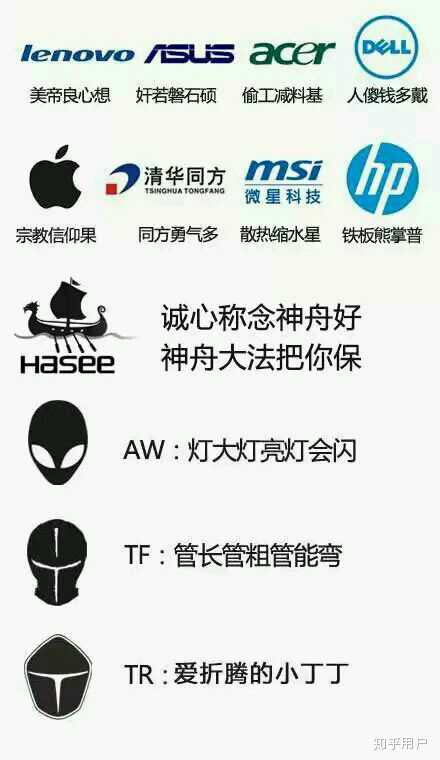 lenovo ASUS acer DELL
美帝良心想 奸若磐石硕 偷工减料基 人傻钱多戴
清华同方 msi hp
TSINGHUA TONGFANG 微星科技
宗教信仰果 同方勇气多 散热缩水星 铁板熊掌普
诚心称念神舟好
HASEE 神舟大法把你保
AW：灯大灯亮灯会闪
TF：管长管粗管能弯
TR：爱折腾的小丁丁
知乎用户